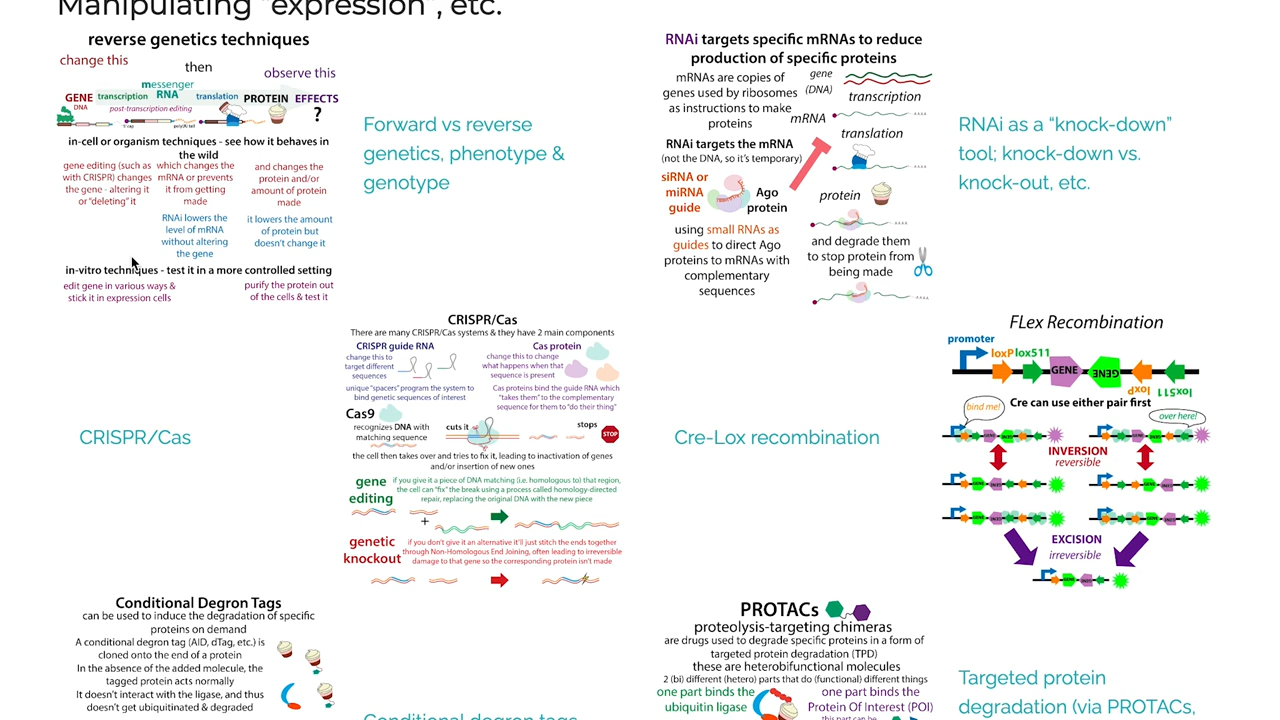 Manipulating "expression", etc.
reverse genetics techniques
change this
then
observe this
messenger
GENE transcription RNA translation PROTEIN EFFECTS
DNA
post-transcription editing
?
in-cell or organism techniques - see how it behaves in
the wild
gene editing (such as
with CRISPR) changes
the gene - altering it
or "deleting" it
which changes the
mRNA or prevents
it from getting
made
and changes the
protein and/or
amount of protein
made
RNAi lowers the
level of mRNA
without altering
the gene
it lowers the amount
of protein but
doesn't change it
in-vitro techniques - test it in a more controlled setting
edit gene in various ways &
stick it in expression cells
purify the protein out
of the cells & test it
Forward vs reverse
genetics, phenotype &
genotype
RNAi targets specific mRNAs to reduce
production of specific proteins
mRNAs are copies of
genes used by ribosomes
as instructions to make
proteins
gene
(DNA)
transcription
mRNA
translation
RNAi targets the mRNA
(not the DNA, so it's temporary)
siRNA or
miRNA
guide
Ago
protein
protein
using small RNAs as
guides to direct Ago
proteins to mRNAs with
complementary
sequences
and degrade them
to stop protein from
being made
RNAi as a "knock-down"
tool; knock-down vs.
knock-out, etc.
CRISPR/Cas
CRISPR/Cas
There are many CRISPR/Cas systems & they have 2 main components
CRISPR guide RNA
change this to
target different
sequences
unique "spacers" program the system to
bind genetic sequences of interest
Cas protein
change this to change
what happens when that
sequence is present
Cas proteins bind the guide RNA which
"takes them" to the complementary
sequence for them to "do their thing"
Cas9
recognizes DNA with
matching sequence
cuts it
stops
STOP
the cell then takes over and tries to fix it, leading to inactivation of genes
and/or insertion of new ones
gene
editing
if you give it a piece of DNA matching (i.e. homologous to) that region,
the cell can "fix" the break using a process called homology-directed
repair, replacing the original DNA with the new piece
+
genetic
knockout
if you don't give it an alternative it'll just stitch the ends together
through Non-Homologous End Joining, often leading to irreversible
damage to that gene so the corresponding protein isn't made
Cre-Lox recombination
FLex Recombination
promoter
loxP lox511
GENE GENE
loxP lox511
Cre can use either pair first
bind me!
over here!
INVERSION
reversible
EXCISION
irreversible
Conditional Degron Tags
can be used to induce the degradation of specific
proteins on demand
A conditional degron tag (AID, dTag, etc.) is
cloned onto the end of a protein
In the absence of the added molecule, the
tagged protein acts normally
It doesn't interact with the ligase, and thus
doesn't get ubiquitinated & degraded
Conditional degron tags
PROTACs
proteolysis-targeting chimeras
are drugs used to degrade specific proteins in a form of
targeted protein degradation (TPD)
these are heterobifunctional molecules
2 (bi) different (hetero) parts that do (functional) different things
one part binds the
ubiquitin ligase
one part binds the
Protein Of Interest (POI)
this part can be
Targeted protein
degradation (via PROTACs,